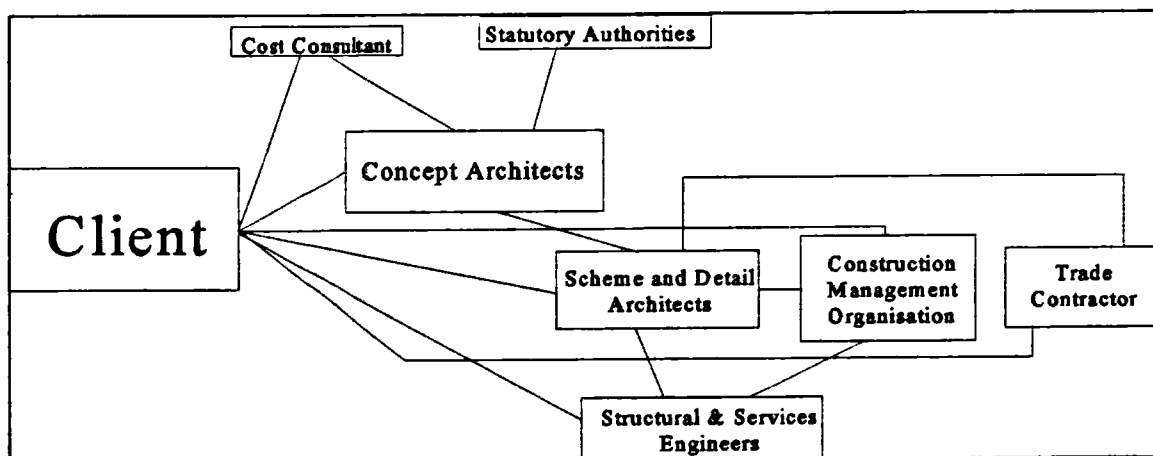 Cost Consultant
Statutory Authorities
Concept Architects
Client
Scheme and Detail
Architects
Construction
Management
Organisation
Trade
Contractor
Structural & Services
Engineers